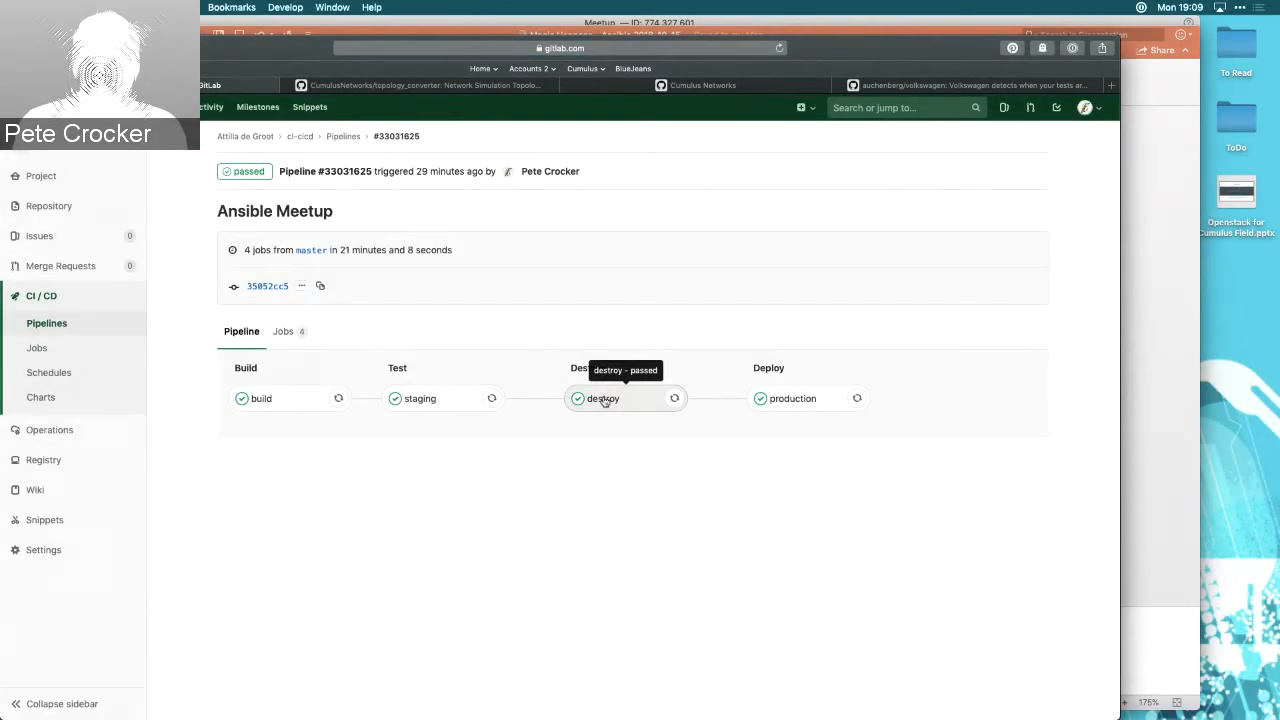 Bookmarks Develop Window Help
Mon 19:09
Meetup — ID: 774 327 601
Share
gitlab.com
Home Accounts 2 Cumulus BlueJeans
GitLab
CumulusNetworks/topology_converter: Network Simulation Topolo...
Cumulus Networks
auchenberg/volkswagen: Volkswagen detects when your tests ar...
ctivity Milestones Snippets
Search or jump to...
Pete Crocker
Attilla de Groot › ci-cicd › Pipelines › #33031625
passed Pipeline #33031625 triggered 29 minutes ago by Pete Crocker
Ansible Meetup
4 jobs from master in 21 minutes and 8 seconds
35052cc5 ...
Pipeline Jobs 4
Build Test Des Deploy
destroy - passed
build staging destroy production
Project
Repository
Issues 0
Merge Requests 0
CI / CD
Pipelines
Jobs
Schedules
Charts
Operations
Registry
Wiki
Snippets
Settings
Collapse sidebar
To Read
ToDo
Openstack for
Cumulus Field.pptx
175%